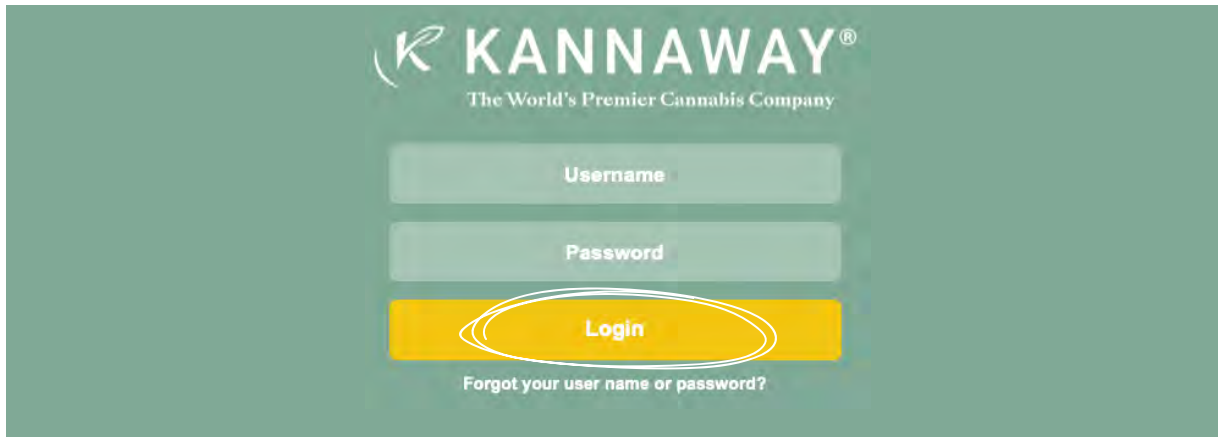 KANNAWAY®
The World's Premier Cannabis Company
Username
Password
Login
Forgot your user name or password?